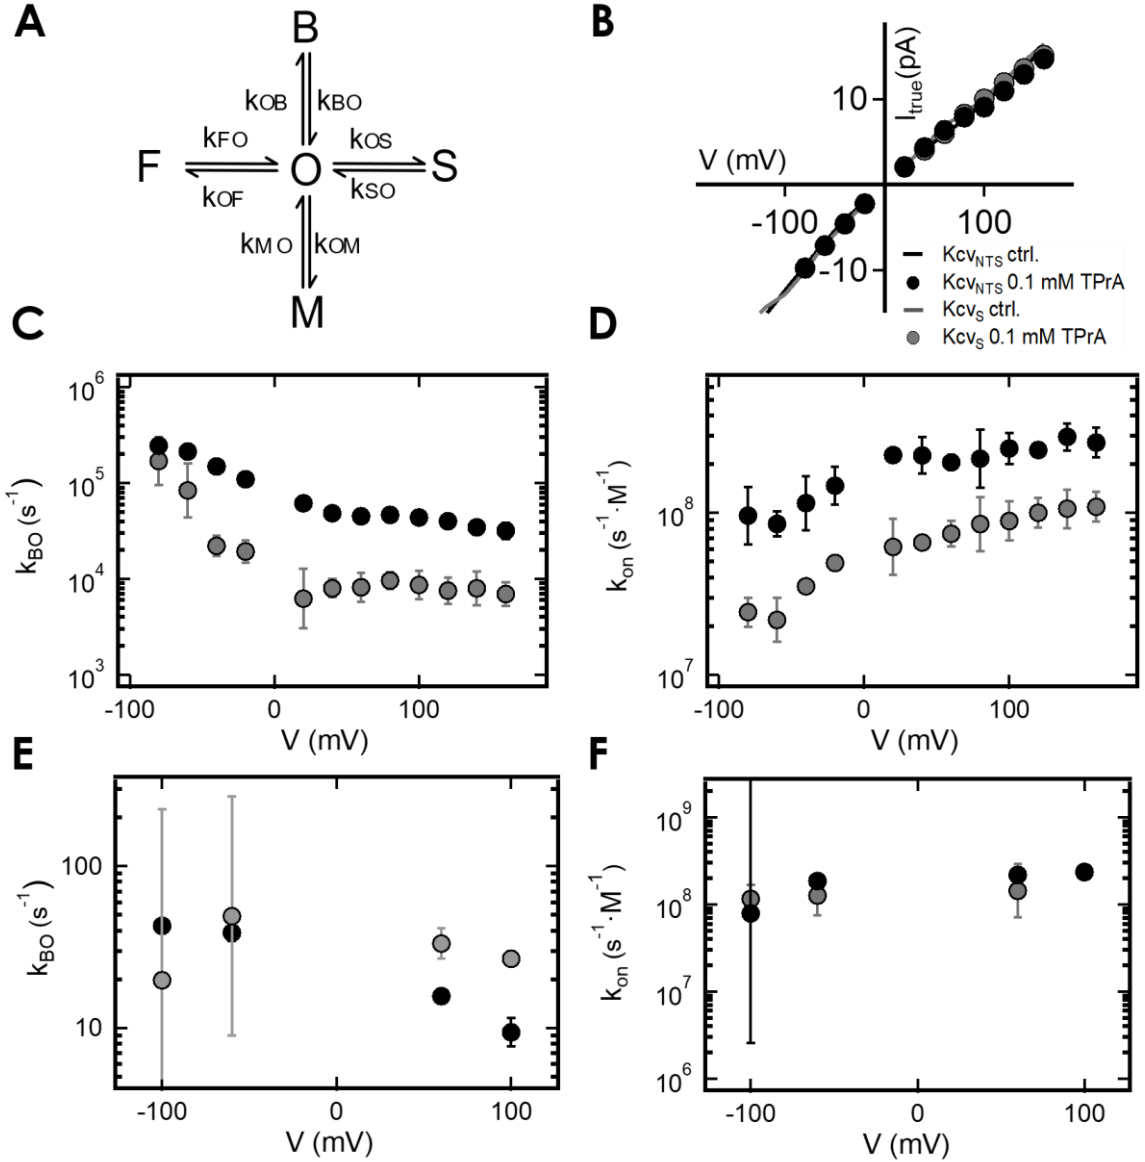 A
B
kOB
kBO
kFO
kOS
F
O
S
kOF
kSO
kMO
kOM
M
B
Itrue(pA)
10
V (mV)
-100
100
-10
KcvNTS ctrl.
KcvNTS 0.1 mM TPrA
KcvS ctrl.
KcvS 0.1 mM TPrA
C
kBO (s-1)
10^6
10^5
10^4
10^3
-100
0
100
V (mV)
D
kon (s-1·M-1)
10^8
10^7
-100
0
100
V (mV)
E
kBO (s-1)
100
10
-100
0
100
V (mV)
F
kon (s-1·M-1)
10^9
10^8
10^7
10^6
-100
0
100
V (mV)